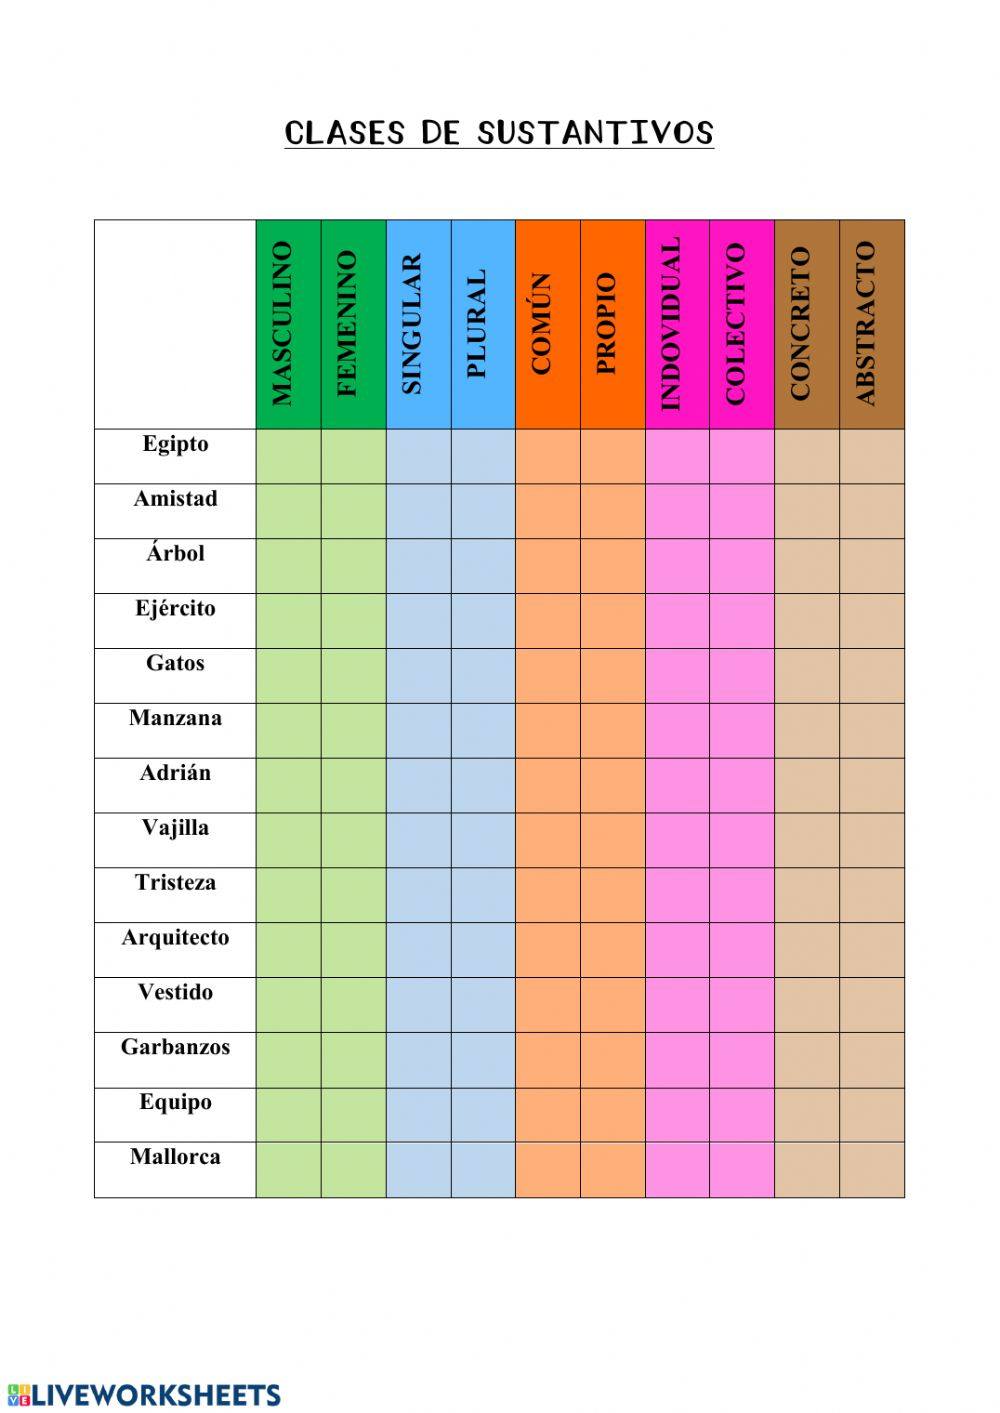 CLASES DE SUSTANTIVOS
MASCULINO
FEMENINO
SINGULAR
PLURAL
COMÚN
PROPIO
INDOVIDUAL
COLECTIVO
CONCRETO
ABSTRACTO
Egipto
Amistad
Árbol
Ejército
Gatos
Manzana
Adrián
Vajilla
Tristeza
Arquitecto
Vestido
Garbanzos
Equipo
Mallorca
LIVE LIVEWORKSHEETS